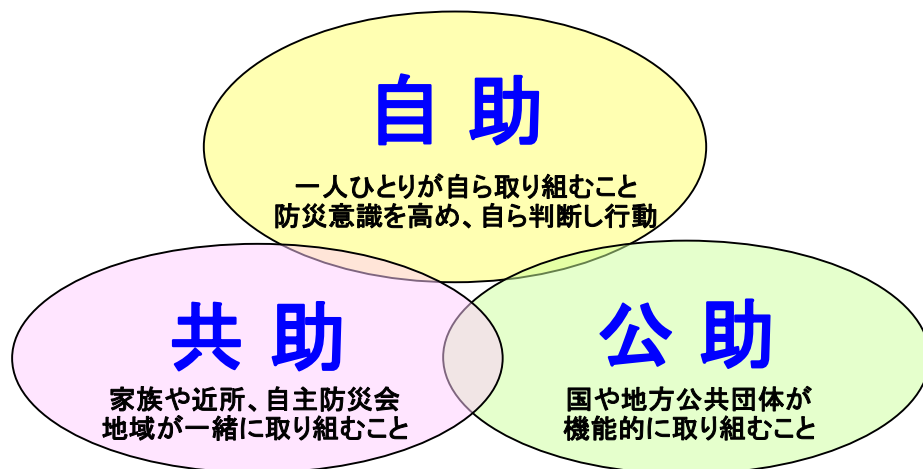 自助
一人ひとりが自ら取り組むこと
防災意識を高め、自ら判断し行動
共助
家族や近所、自主防災会
地域が一緒に取り組むこと
公助
国や地方公共団体が
機能的に取り組むこと